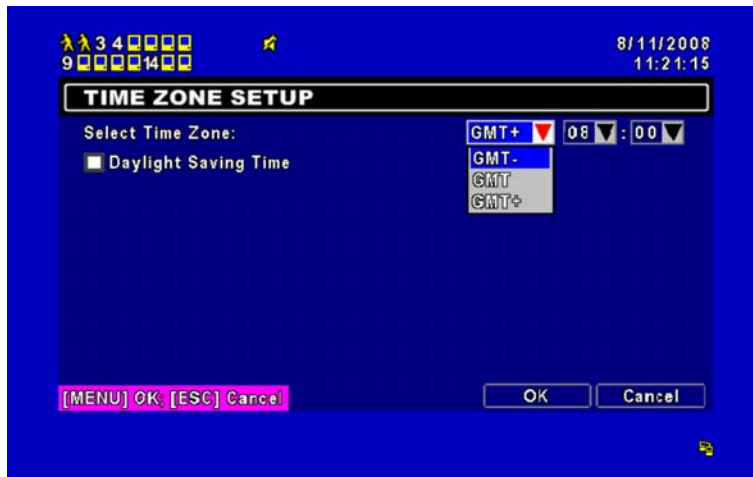 3 4
8/11/2008
9 14
11:21:15
TIME ZONE SETUP
Select Time Zone:
GMT+ 08 : 00
Daylight Saving Time
GMT-
GMT
GMT+
[MENU] OK; [ESC] Cancel
OK
Cancel